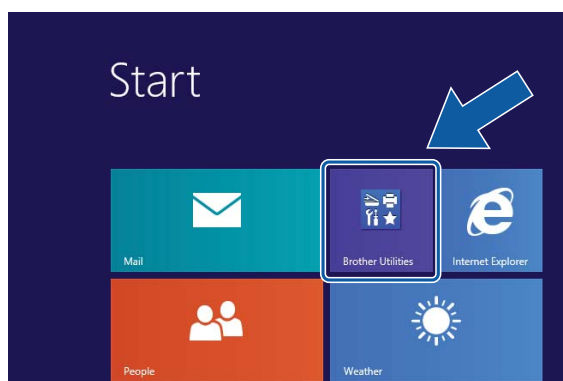 Start
Mail
Brother Utilities
Internet Explorer
People
Weather